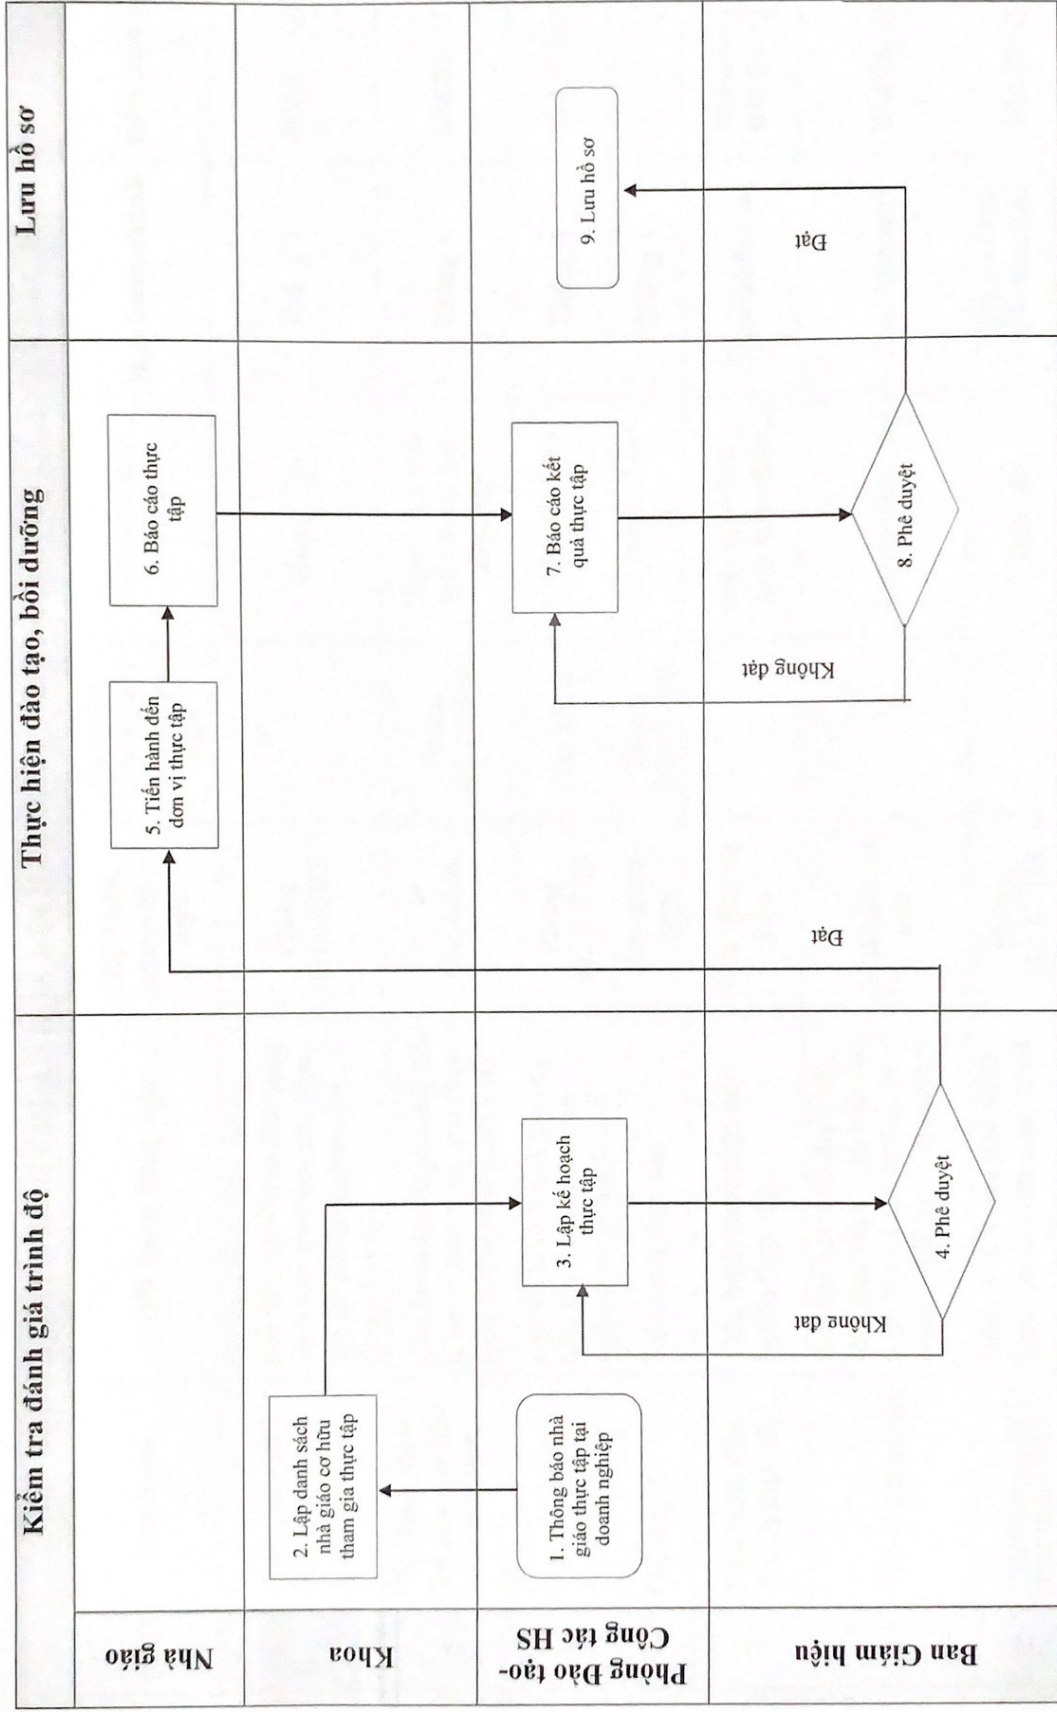 Kiểm tra đánh giá trình độ
Thực hiện đào tạo, bồi dưỡng
Lưu hồ sơ
Nhà giáo
5. Tiến hành đến
đơn vị thực tập
6. Báo cáo thực
tập
Khoa
2. Lập danh sách
nhà giáo cơ hữu
tham gia thực tập
Phòng Đào tạo-
Công tác HS
1. Thông báo nhà
giáo thực tập tại
doanh nghiệp
3. Lập kế hoạch
thực tập
7. Báo cáo kết
quả thực tập
9. Lưu hồ sơ
Ban Giám hiệu
Không đạt
4. Phê duyệt
Đạt
Không đạt
8. Phê duyệt
Đạt